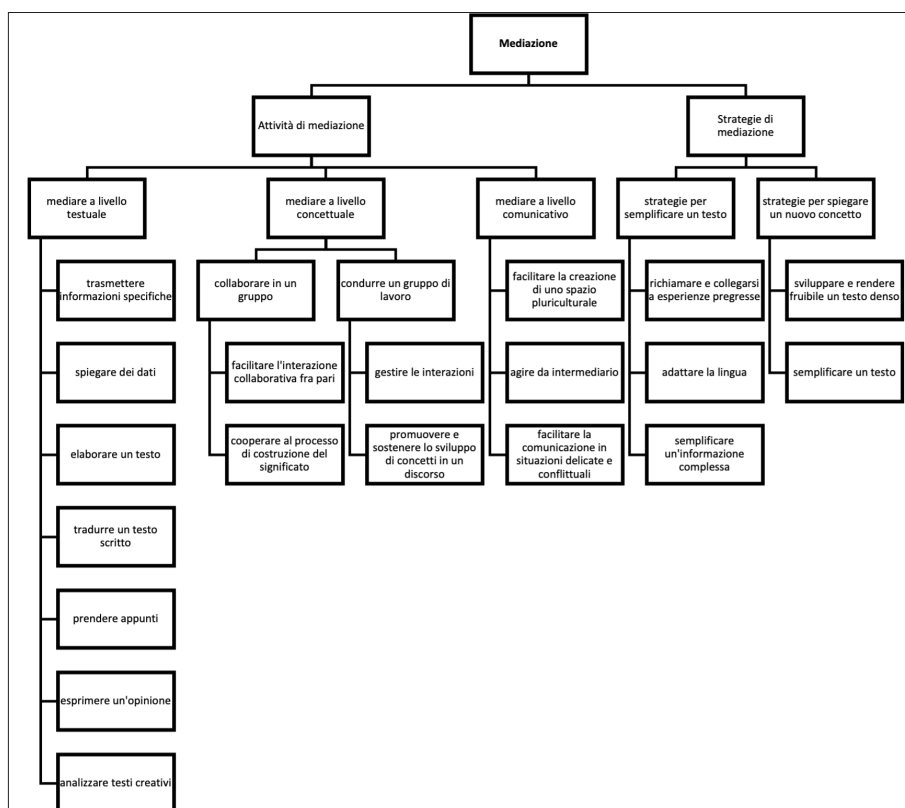 Mediazione
Attività di mediazione
Strategie di
mediazione
mediare a livello
testuale
mediare a livello
concettuale
mediare a livello
comunicativo
strategie per
semplificare un testo
strategie per spiegare
un nuovo concetto
trasmettere
informazioni specifiche
spiegare dei dati
elaborare un testo
tradurre un testo
scritto
prendere appunti
esprimere un'opinione
analizzare testi creativi
collaborare in un
gruppo
facilitare l'interazione
collaborativa fra pari
cooperare al processo
di costruzione del
significato
condurre un gruppo di
lavoro
gestire le interazioni
promuovere e
sostenere lo sviluppo
di concetti in un
discorso
facilitare la creazione
di uno spazio
pluriculturale
agire da intermediario
facilitare la
comunicazione in
situazioni delicate e
conflittuali
richiamare e collegarsi
a esperienze pregresse
adattare la lingua
semplificare
un'informazione
complessa
sviluppare e rendere
fruibile un testo denso
semplificare un testo